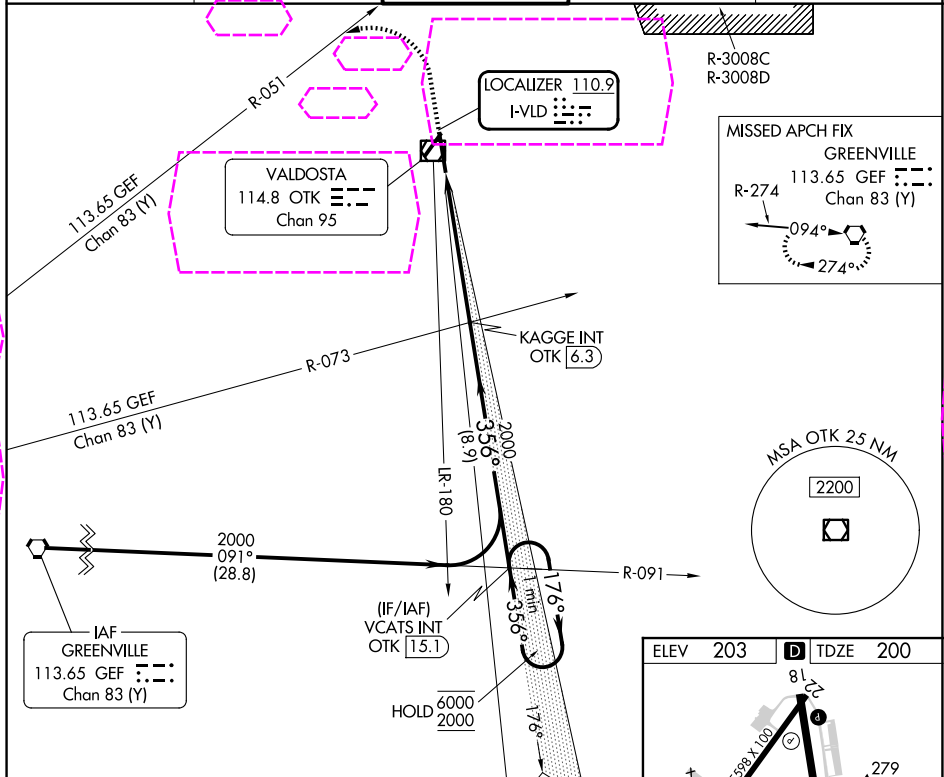 R-3008C
R-3008D
R-051
LOCALIZER 110.9
I-VLD
MISSED APCH FIX
GREENVILLE
113.65 GEF
Chan 83 (Y)
R-274
094°
274°
VALDOSTA
114.8 OTK
Chan 95
113.65 GEF
Chan 83 (Y)
KAGGE INT
OTK 6.3
R-073
113.65 GEF
Chan 83 (Y)
2000
356°
(8.9)
MSA OTK 25 NM
2200
LR-180
2000
091°
(28.8)
R-091
(IF/IAF)
VCATS INT
OTK 15.1
1 min
176°
356°
IAF
GREENVILLE
113.65 GEF
Chan 83 (Y)
HOLD 6000
2000
176°
ELEV 203 D TDZE 200
18
22
P
P
598 X 100
279